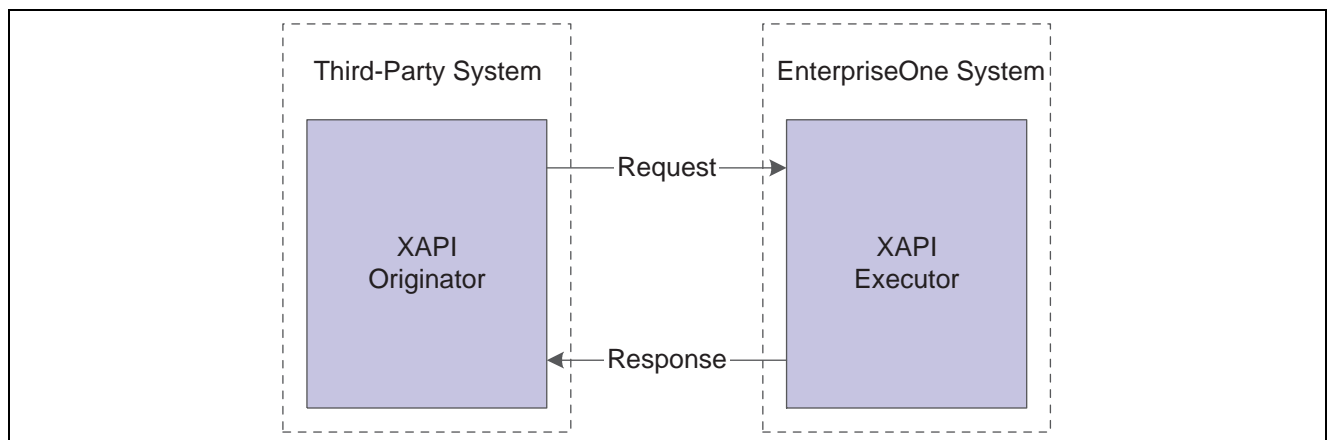 Third-Party System
EnterpriseOne System
Request
XAPI
Originator
XAPI
Executor
Response